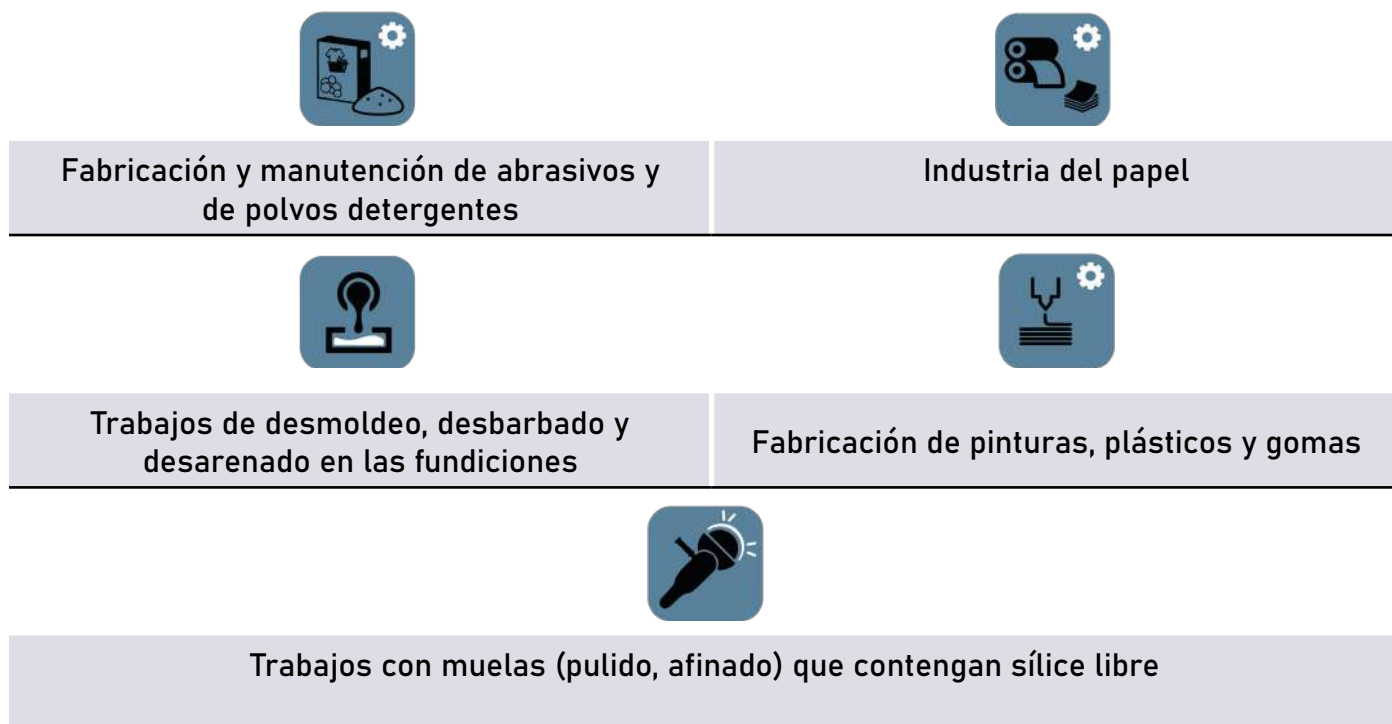 Fabricación y manutención de abrasivos y
de polvos detergentes
Industria del papel
Trabajos de desmoldeo, desbarbado y
desarenado en las fundiciones
Fabricación de pinturas, plásticos y gomas
Trabajos con muelas (pulido, afinado) que contengan sílice libre